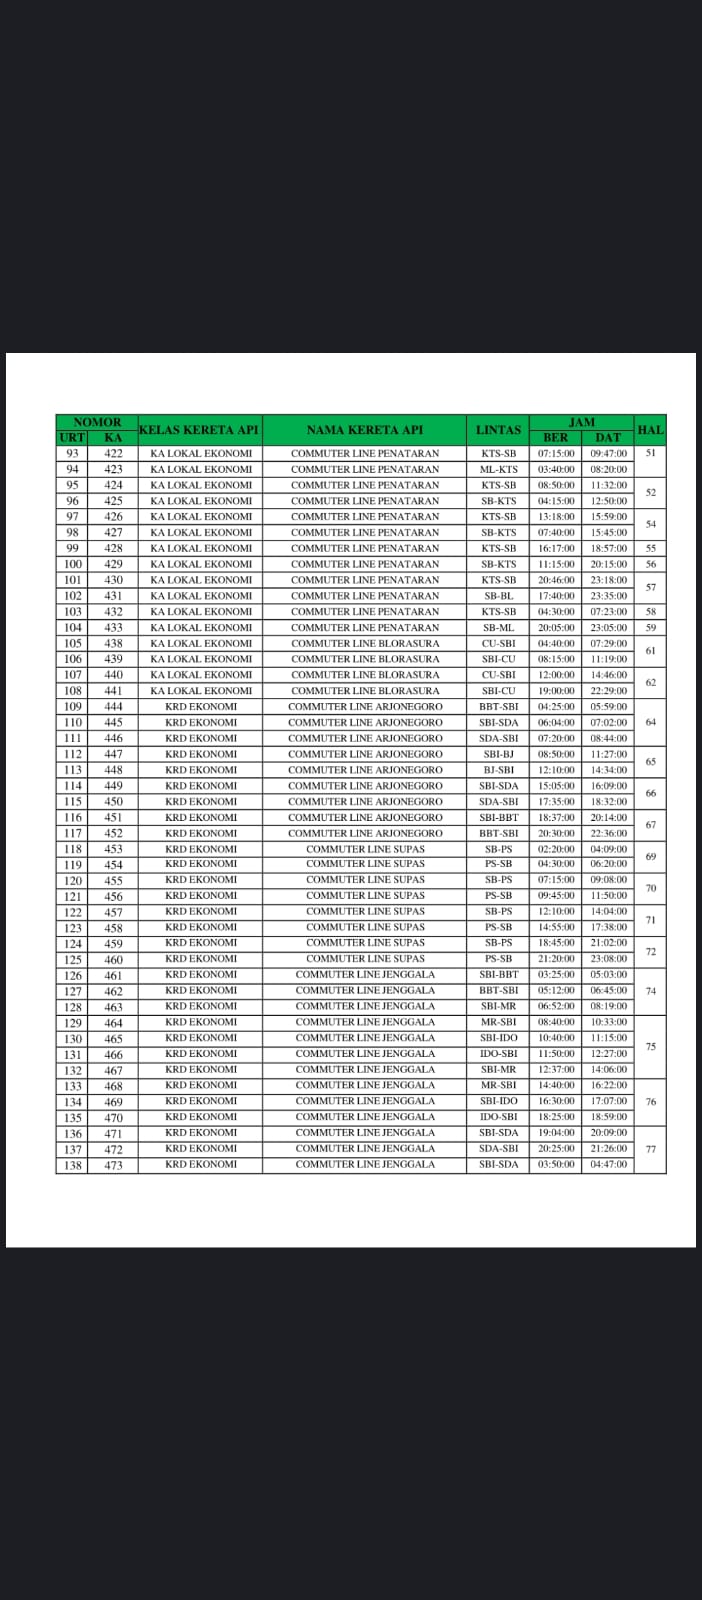 NOMOR KELAS KERETA API NAMA KERETA API LINTAS JAM HAL
URT KA BER DAT
93 422 KA LOKAL EKONOMI COMMUTER LINE PENATARAN KTS-SB 07:15:00 09:47:00 51
94 423 KA LOKAL EKONOMI COMMUTER LINE PENATARAN ML-KTS 03:40:00 08:20:00
95 424 KA LOKAL EKONOMI COMMUTER LINE PENATARAN KTS-SB 08:50:00 11:32:00 52
96 425 KA LOKAL EKONOMI COMMUTER LINE PENATARAN SB-KTS 04:15:00 12:50:00
97 426 KA LOKAL EKONOMI COMMUTER LINE PENATARAN KTS-SB 13:18:00 15:59:00 54
98 427 KA LOKAL EKONOMI COMMUTER LINE PENATARAN SB-KTS 07:40:00 15:45:00
99 428 KA LOKAL EKONOMI COMMUTER LINE PENATARAN KTS-SB 16:17:00 18:57:00 55
100 429 KA LOKAL EKONOMI COMMUTER LINE PENATARAN SB-KTS 11:15:00 20:15:00 56
101 430 KA LOKAL EKONOMI COMMUTER LINE PENATARAN KTS-SB 20:46:00 23:18:00 57
102 431 KA LOKAL EKONOMI COMMUTER LINE PENATARAN SB-BL 17:40:00 23:35:00
103 432 KA LOKAL EKONOMI COMMUTER LINE PENATARAN KTS-SB 04:30:00 07:23:00 58
104 433 KA LOKAL EKONOMI COMMUTER LINE PENATARAN SB-ML 20:05:00 23:05:00 59
105 438 KA LOKAL EKONOMI COMMUTER LINE BLORASURA CU-SBI 04:40:00 07:29:00 61
106 439 KA LOKAL EKONOMI COMMUTER LINE BLORASURA SBI-CU 08:15:00 11:19:00
107 440 KA LOKAL EKONOMI COMMUTER LINE BLORASURA CU-SBI 12:00:00 14:46:00 62
108 441 KA LOKAL EKONOMI COMMUTER LINE BLORASURA SBI-CU 19:00:00 22:29:00
109 444 KRD EKONOMI COMMUTER LINE ARJONEGORO BBT-SBI 04:25:00 05:59:00 64
110 445 KRD EKONOMI COMMUTER LINE ARJONEGORO SBI-SDA 06:04:00 07:02:00
111 446 KRD EKONOMI COMMUTER LINE ARJONEGORO SDA-SBI 07:20:00 08:44:00
112 447 KRD EKONOMI COMMUTER LINE ARJONEGORO SBI-BJ 08:50:00 11:27:00 65
113 448 KRD EKONOMI COMMUTER LINE ARJONEGORO BJ-SBI 12:10:00 14:34:00
114 449 KRD EKONOMI COMMUTER LINE ARJONEGORO SBI-SDA 15:05:00 16:09:00 66
115 450 KRD EKONOMI COMMUTER LINE ARJONEGORO SDA-SBI 17:35:00 18:32:00
116 451 KRD EKONOMI COMMUTER LINE ARJONEGORO SBI-BBT 18:37:00 20:14:00 67
117 452 KRD EKONOMI COMMUTER LINE ARJONEGORO BBT-SBI 20:30:00 22:36:00
118 453 KRD EKONOMI COMMUTER LINE SUPAS SB-PS 02:20:00 04:09:00 69
119 454 KRD EKONOMI COMMUTER LINE SUPAS PS-SB 04:30:00 06:20:00
120 455 KRD EKONOMI COMMUTER LINE SUPAS SB-PS 07:15:00 09:08:00 70
121 456 KRD EKONOMI COMMUTER LINE SUPAS PS-SB 09:45:00 11:50:00
122 457 KRD EKONOMI COMMUTER LINE SUPAS SB-PS 12:10:00 14:04:00 71
123 458 KRD EKONOMI COMMUTER LINE SUPAS PS-SB 14:55:00 17:38:00
124 459 KRD EKONOMI COMMUTER LINE SUPAS SB-PS 18:45:00 21:02:00 72
125 460 KRD EKONOMI COMMUTER LINE SUPAS PS-SB 21:20:00 23:08:00
126 461 KRD EKONOMI COMMUTER LINE JENGGALA SBI-BBT 03:25:00 05:03:00 74
127 462 KRD EKONOMI COMMUTER LINE JENGGALA BBT-SBI 05:12:00 06:45:00
128 463 KRD EKONOMI COMMUTER LINE JENGGALA SBI-MR 06:52:00 08:19:00
129 464 KRD EKONOMI COMMUTER LINE JENGGALA MR-SBI 08:40:00 10:33:00 75
130 465 KRD EKONOMI COMMUTER LINE JENGGALA SBI-IDO 10:40:00 11:15:00
131 466 KRD EKONOMI COMMUTER LINE JENGGALA IDO-SBI 11:50:00 12:27:00
132 467 KRD EKONOMI COMMUTER LINE JENGGALA SBI-MR 12:37:00 14:06:00
133 468 KRD EKONOMI COMMUTER LINE JENGGALA MR-SBI 14:40:00 16:22:00 76
134 469 KRD EKONOMI COMMUTER LINE JENGGALA SBI-IDO 16:30:00 17:07:00
135 470 KRD EKONOMI COMMUTER LINE JENGGALA IDO-SBI 18:25:00 18:59:00
136 471 KRD EKONOMI COMMUTER LINE JENGGALA SBI-SDA 19:04:00 20:09:00 77
137 472 KRD EKONOMI COMMUTER LINE JENGGALA SDA-SBI 20:25:00 21:26:00
138 473 KRD EKONOMI COMMUTER LINE JENGGALA SBI-SDA 03:50:00 04:47:00